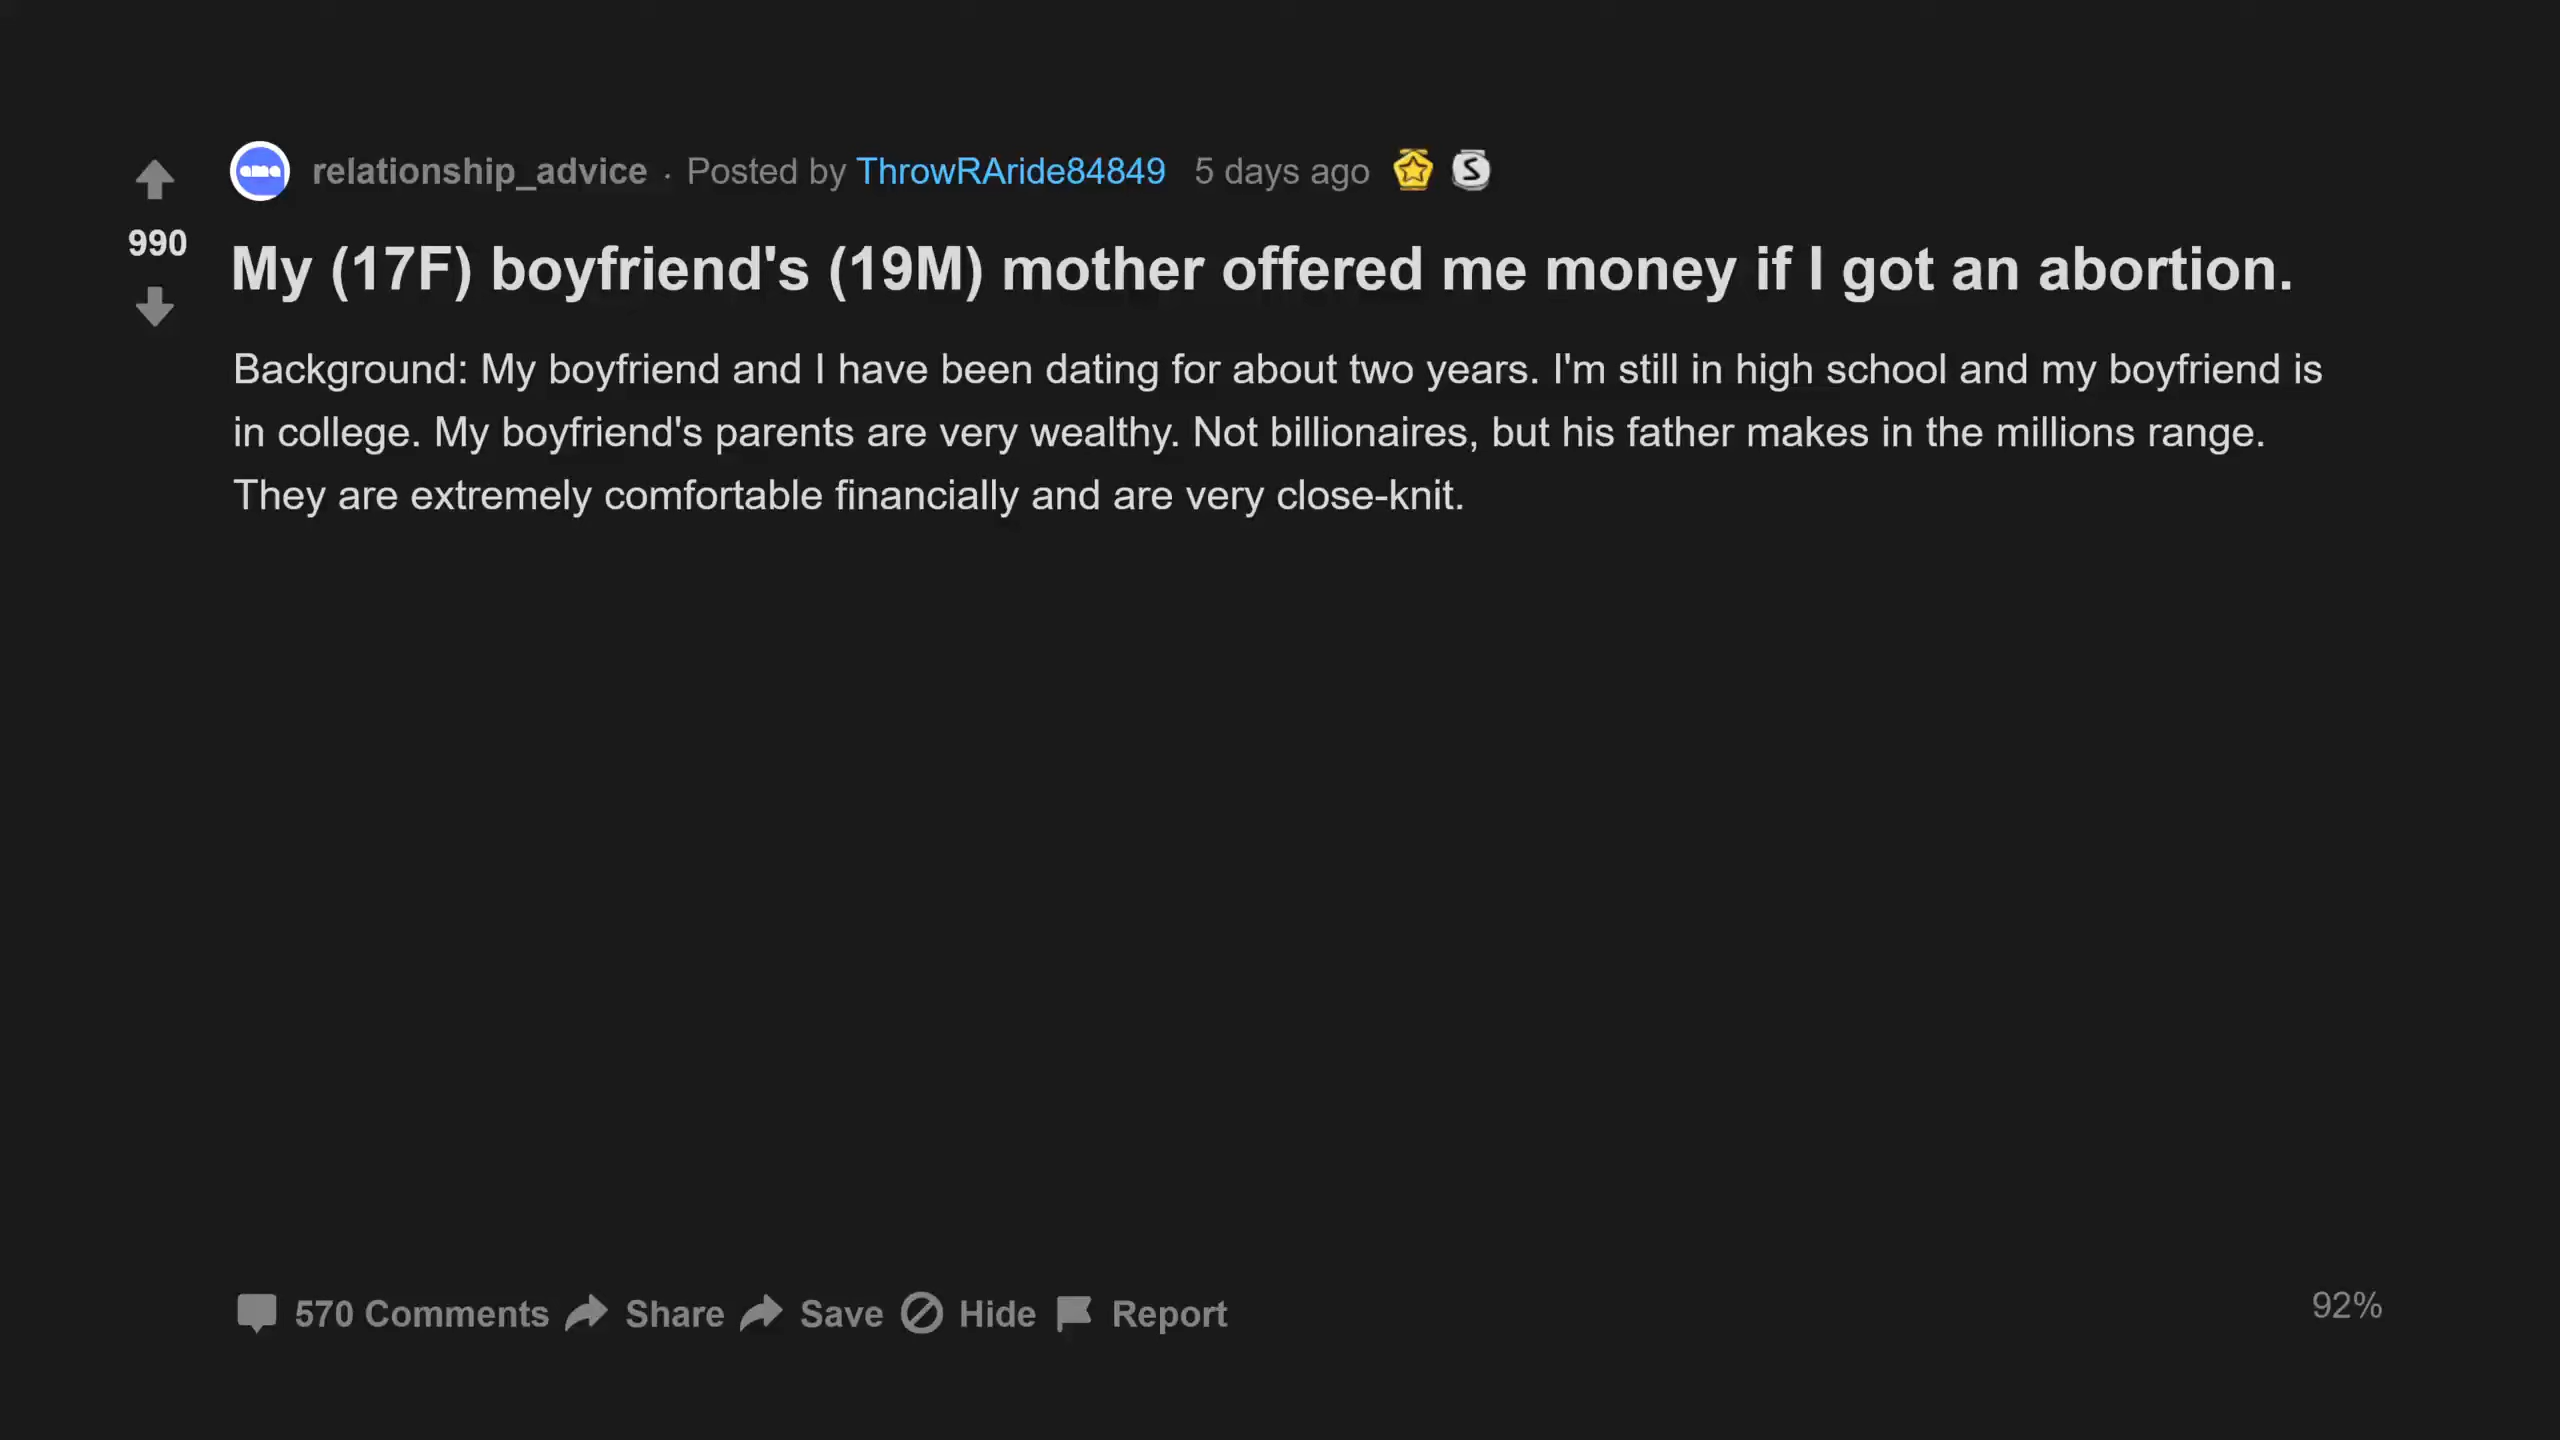 relationship_advice · Posted by ThrowRAride84849 5 days ago
990
My (17F) boyfriend's (19M) mother offered me money if I got an abortion.
Background: My boyfriend and I have been dating for about two years. I'm still in high school and my boyfriend is
in college. My boyfriend's parents are very wealthy. Not billionaires, but his father makes in the millions range.
They are extremely comfortable financially and are very close-knit.
570 Comments Share Save Hide Report
92%